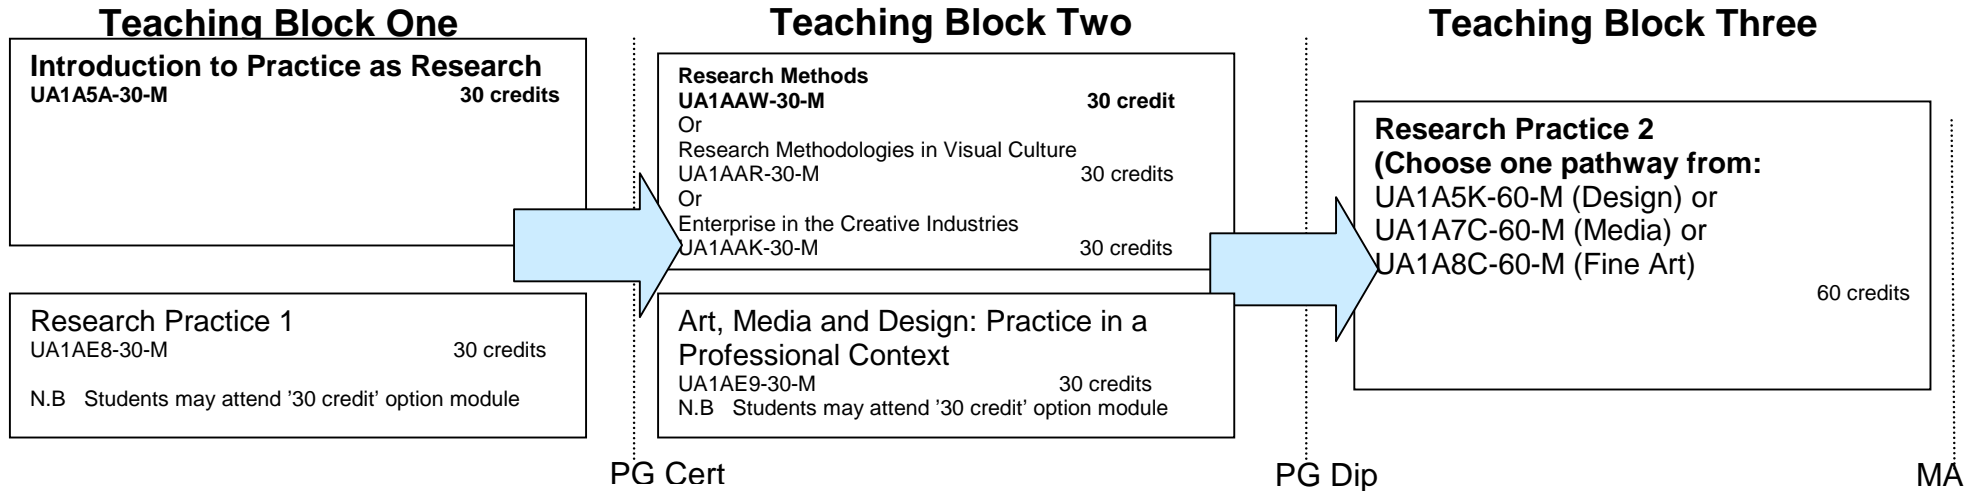 Teaching Block One
Introduction to Practice as Research
UA1A5A-30-M 30 credits
Research Practice 1
UA1AE8-30-M 30 credits
N.B Students may attend '30 credit' option module
PG Cert
Teaching Block Two
Research Methods
UA1AAW-30-M 30 credit
Or
Research Methodologies in Visual Culture
UA1AAR-30-M 30 credits
Or
Enterprise in the Creative Industries
UA1AAK-30-M 30 credits
Art, Media and Design: Practice in a
Professional Context
UA1AE9-30-M 30 credits
N.B Students may attend '30 credit' option module
PG Dip
Teaching Block Three
Research Practice 2
(Choose one pathway from:
UA1A5K-60-M (Design) or
UA1A7C-60-M (Media) or
UA1A8C-60-M (Fine Art)
60 credits
MA